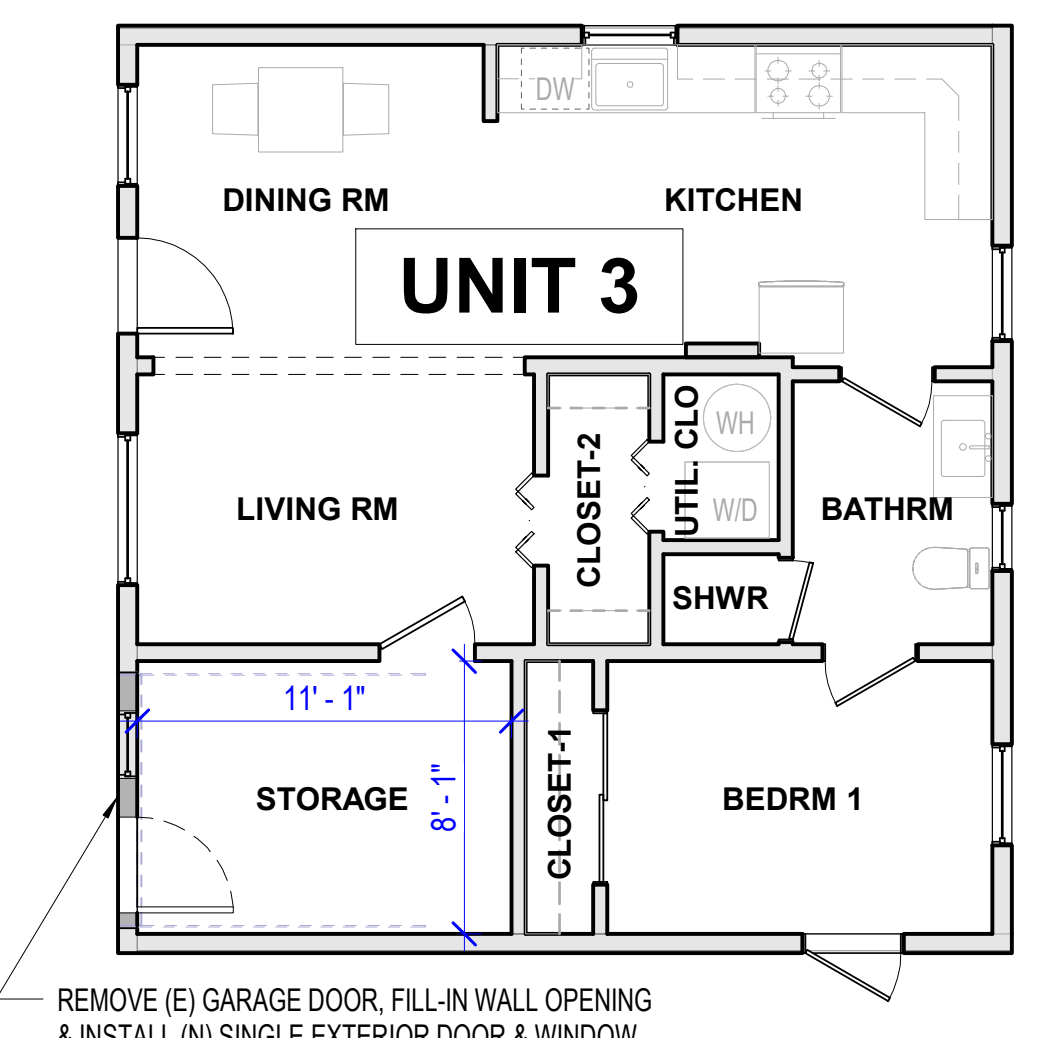 DW
DINING RM
KITCHEN
UNIT 3
UTIL. CLO
WH
W/D
CLOSET-2
LIVING RM
BATHRM
SHWR
11' - 1"
8' - 1"
STORAGE
CLOSET-1
BEDRM 1
REMOVE (E) GARAGE DOOR, FILL-IN WALL OPENING
& INSTALL (N) SINGLE EXTERIOR DOOR & WINDOW